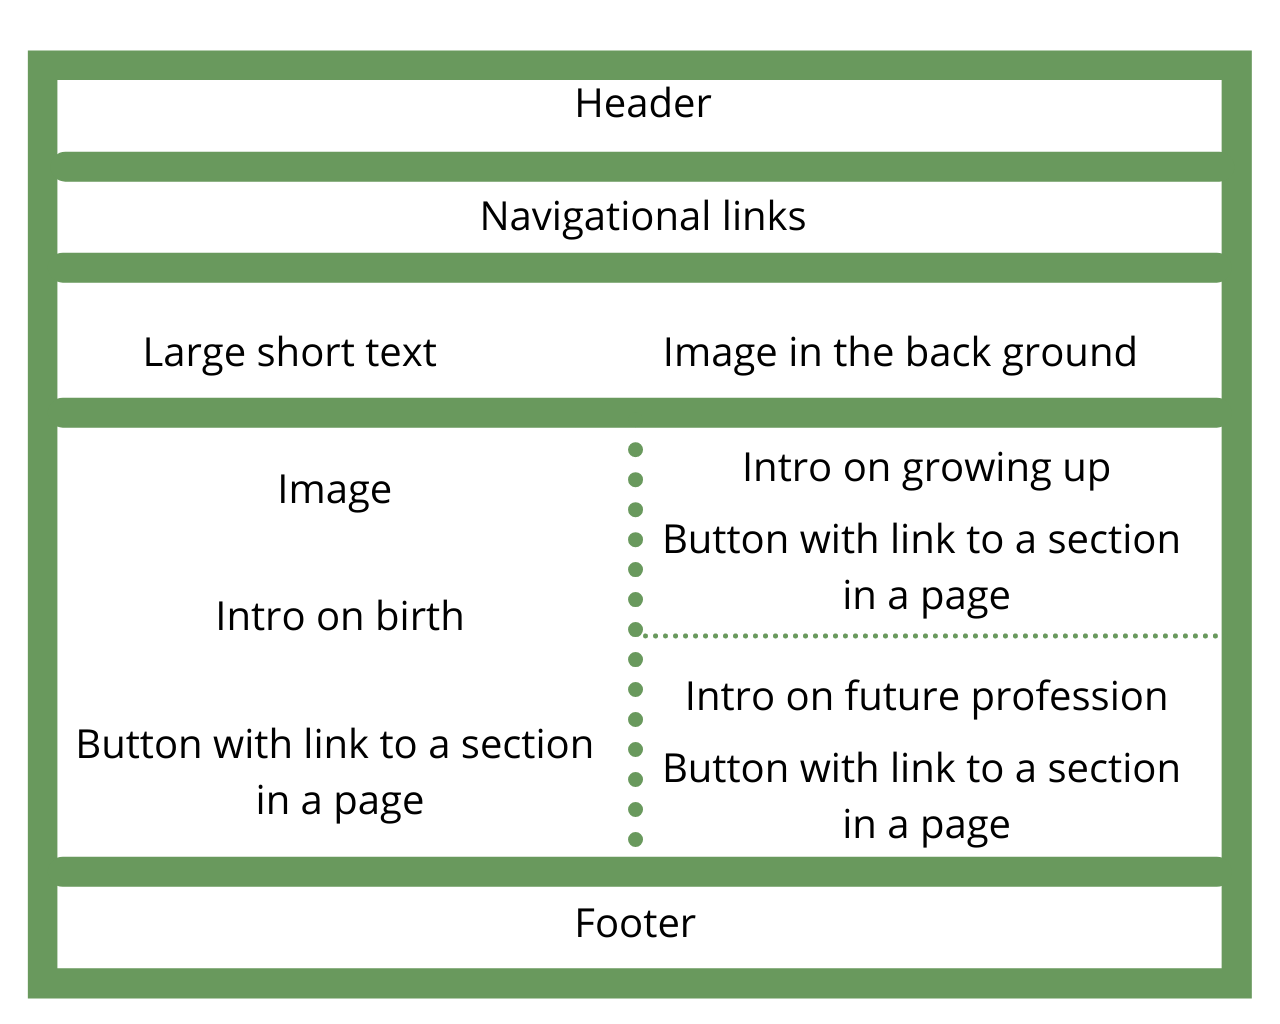 Header
Navigational links
Large short text
Image in the back ground
Image
Intro on birth
Button with link to a section
in a page
Intro on growing up
Button with link to a section
in a page
Intro on future profession
Button with link to a section
in a page
Footer